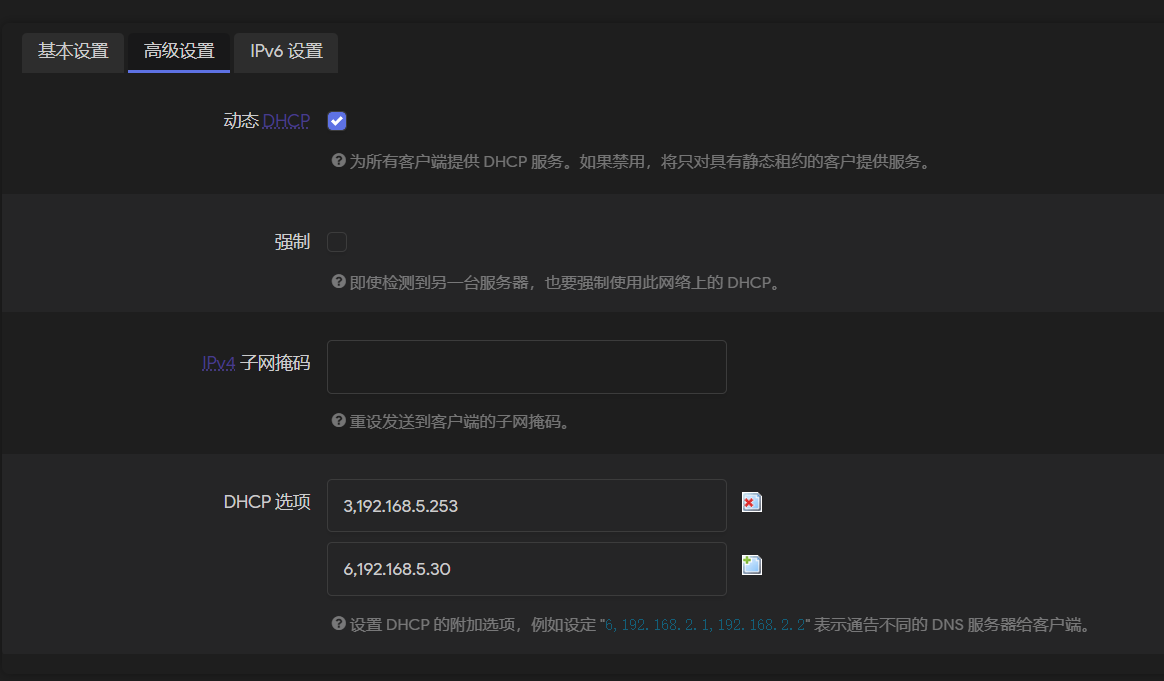 基本设置 高级设置 IPv6 设置
动态 DHCP
为所有客户端提供 DHCP 服务。如果禁用，将只对具有静态租约的客户提供服务。
强制
即使检测到另一台服务器，也要强制使用此网络上的 DHCP。
IPv4 子网掩码
重设发送到客户端的子网掩码。
DHCP 选项 3,192.168.5.253
6,192.168.5.30
设置 DHCP 的附加选项，例如设定 "6,192.168.2.1,192.168.2.2" 表示通告不同的 DNS 服务器给客户端。